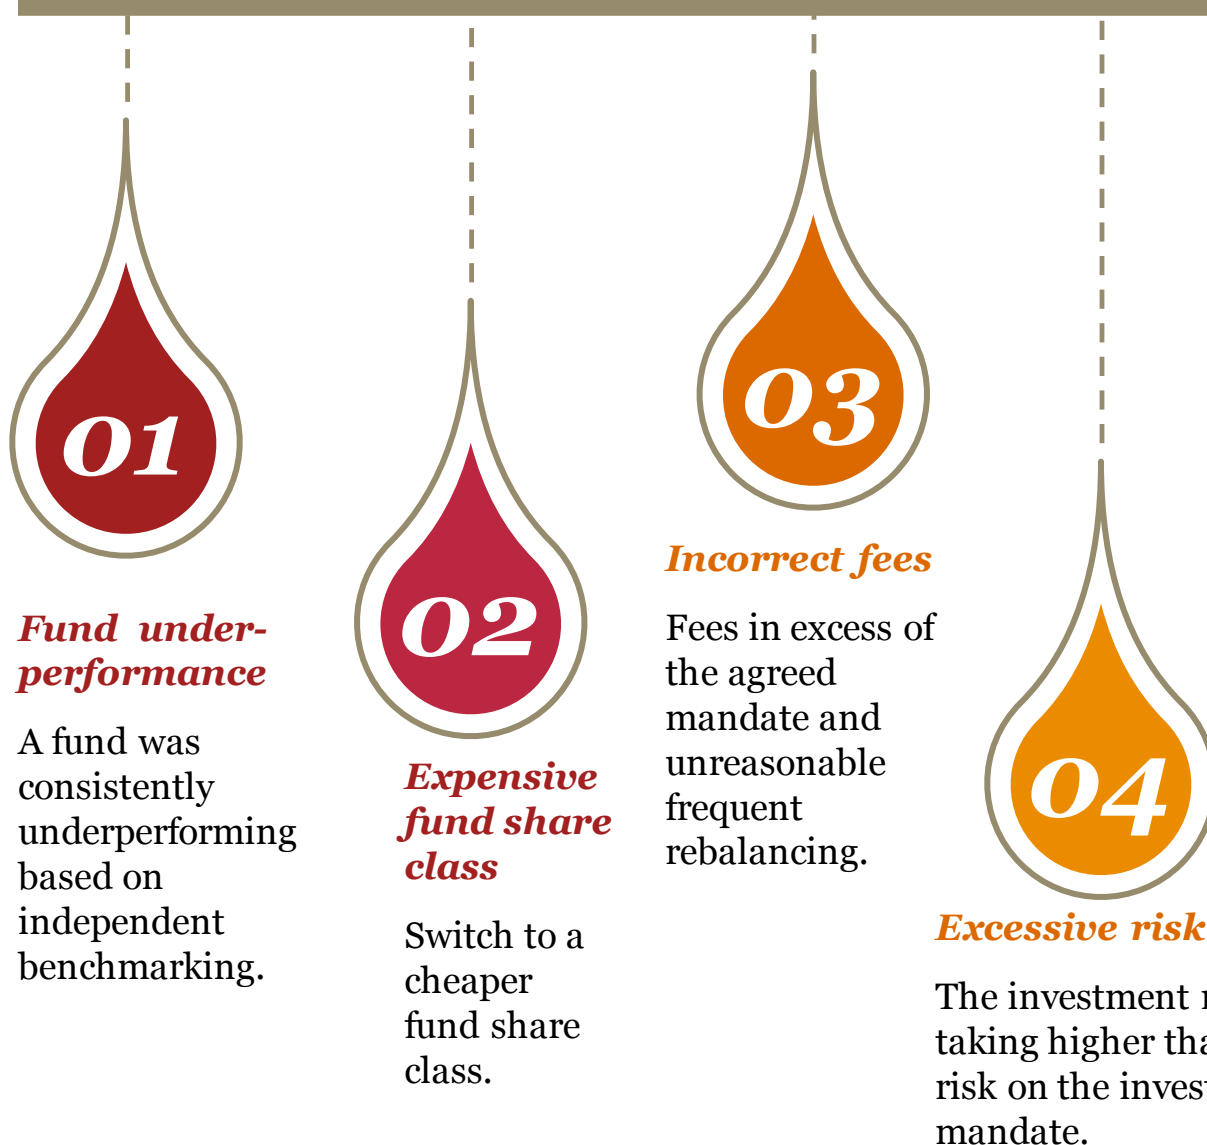 01
Fund under-
performance
A fund was
consistently
underperforming
based on
independent
benchmarking.
02
Expensive
fund share
class
Switch to a
cheaper
fund share
class.
03
Incorrect fees
Fees in excess of
the agreed
mandate and
unreasonable
frequent
rebalancing.
04
Excessive risk
The investment
taking higher
risk on the
mandate.